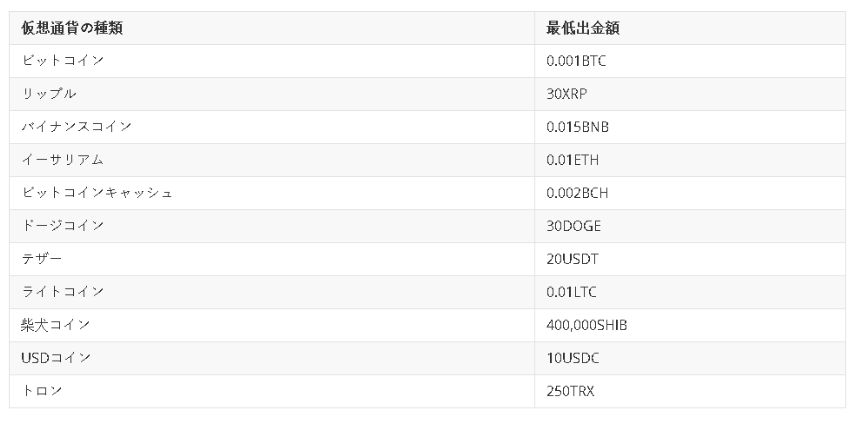 仮想通貨の種類 最低出金額
ビットコイン 0.001BTC
リップル 30XRP
バイナンスコイン 0.015BNB
イーサリアム 0.01ETH
ビットコインキャッシュ 0.002BCH
ドージコイン 30DOGE
テザー 20USDT
ライトコイン 0.01LTC
柴犬コイン 400,000SHIB
USDコイン 10USDC
トロン 250TRX